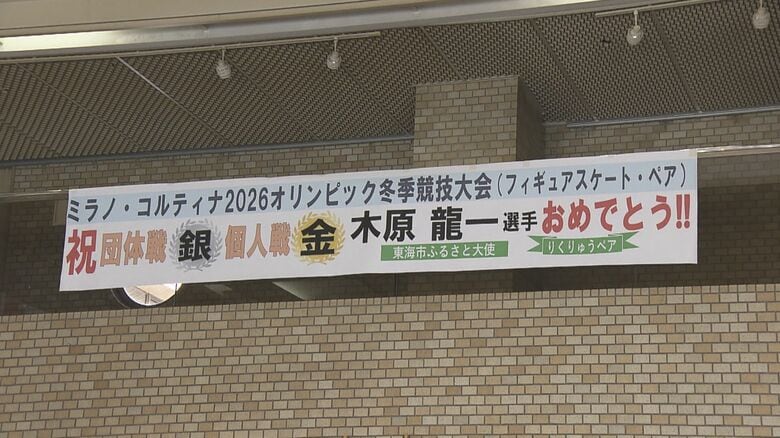 ミラノ・コルティナ2026オリンピック冬季競技大会(フィギュアスケート・ペア)
祝 団体戦 銀 個人戦 金 木原 龍一 選手 おめでとう!!
東海市ふるさと大使 りくりゅうペア